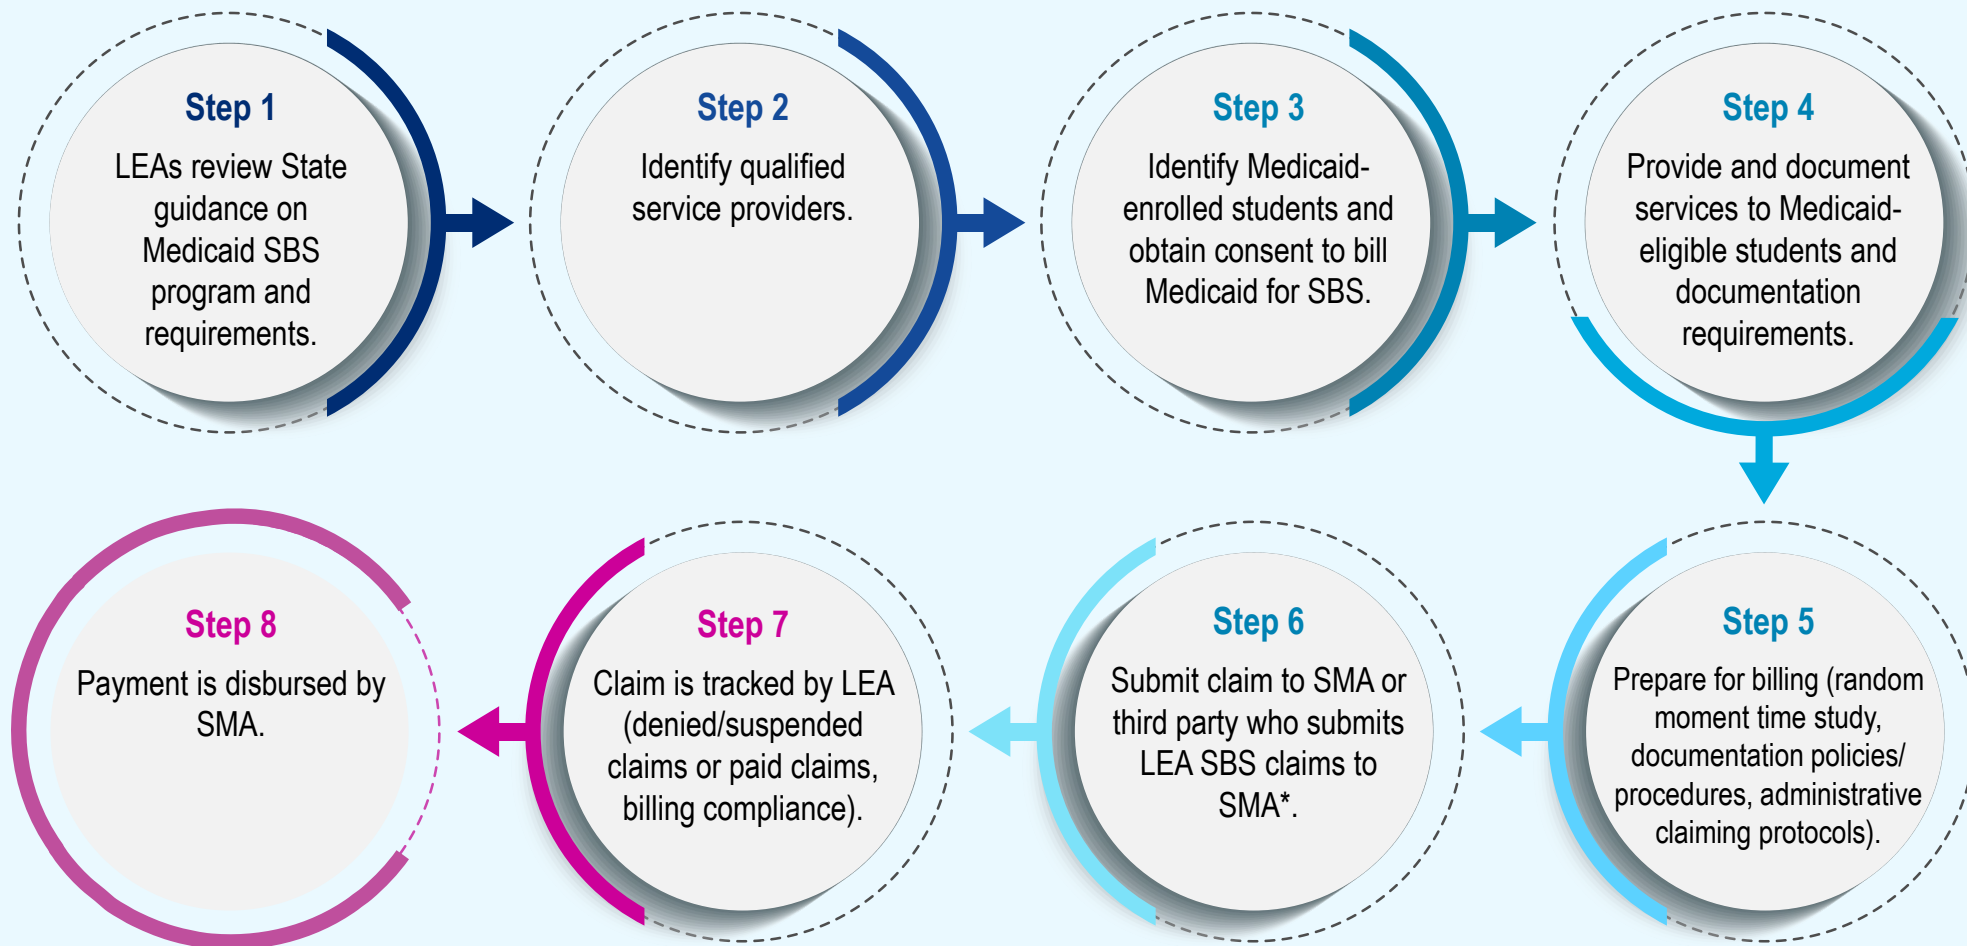 Step 1
LEAs review State
guidance on
Medicaid SBS
program and
requirements.
Step 2
Identify qualified
service providers.
Step 3
Identify Medicaid-
enrolled students and
obtain consent to bill
Medicaid for SBS.
Step 4
Provide and document
services to Medicaid-
eligible students and
documentation
requirements.
Step 5
Prepare for billing (random
moment time study,
documentation policies/
procedures, administrative
claiming protocols).
Step 6
Submit claim to SMA or
third party who submits
LEA SBS claims to
SMA*.
Step 7
Claim is tracked by LEA
(denied/suspended
claims or paid claims,
billing compliance).
Step 8
Payment is disbursed by
SMA.